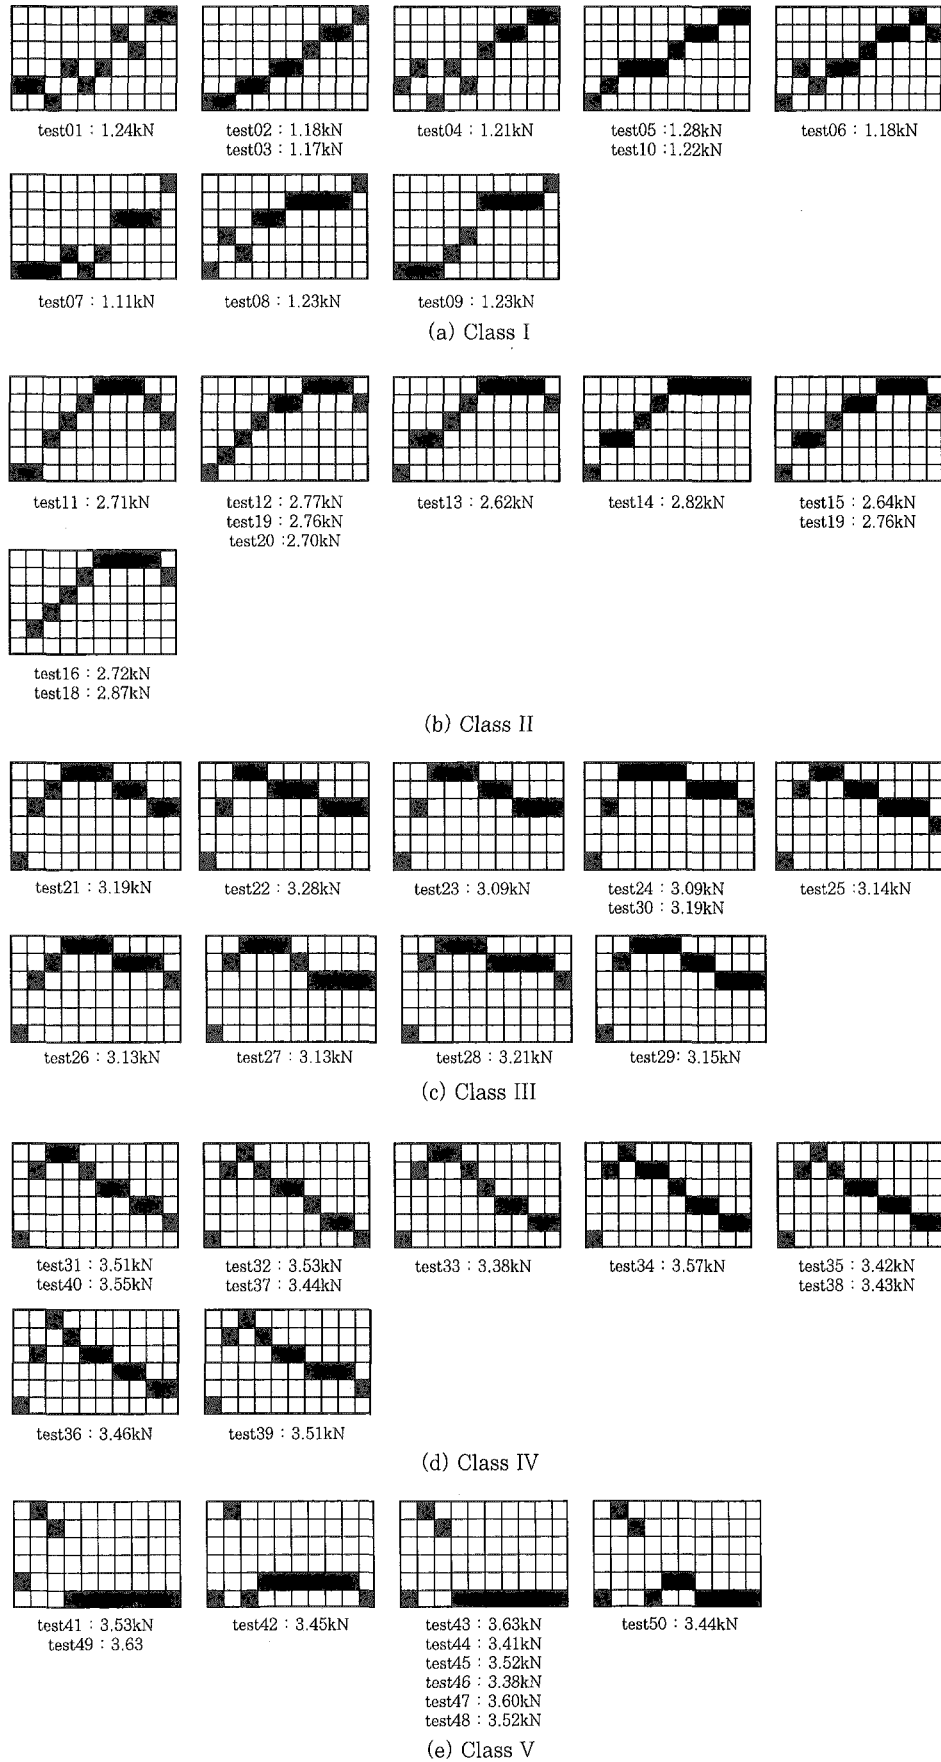 test01 : 1.24kN
test02 : 1.18kN
test03 : 1.17kN
test04 : 1.21kN
test05 : 1.28kN
test10 : 1.22kN
test06 : 1.18kN
test07 : 1.11kN
test08 : 1.23kN
test09 : 1.23kN
(a) Class I
test11 : 2.71kN
test12 : 2.77kN
test19 : 2.76kN
test20 : 2.70kN
test13 : 2.62kN
test14 : 2.82kN
test15 : 2.64kN
test19 : 2.76kN
test16 : 2.72kN
test18 : 2.87kN
(b) Class II
test21 : 3.19kN
test22 : 3.28kN
test23 : 3.09kN
test24 : 3.09kN
test30 : 3.19kN
test25 : 3.14kN
test26 : 3.13kN
test27 : 3.13kN
test28 : 3.21kN
test29: 3.15kN
(c) Class III
test31 : 3.51kN
test40 : 3.55kN
test32 : 3.53kN
test37 : 3.44kN
test33 : 3.38kN
test34 : 3.57kN
test35 : 3.42kN
test38 : 3.43kN
test36 : 3.46kN
test39 : 3.51kN
(d) Class IV
test41 : 3.53kN
test49 : 3.63
test42 : 3.45kN
test43 : 3.63kN
test44 : 3.41kN
test45 : 3.52kN
test46 : 3.38kN
test47 : 3.60kN
test48 : 3.52kN
test50 : 3.44kN
(e) Class V